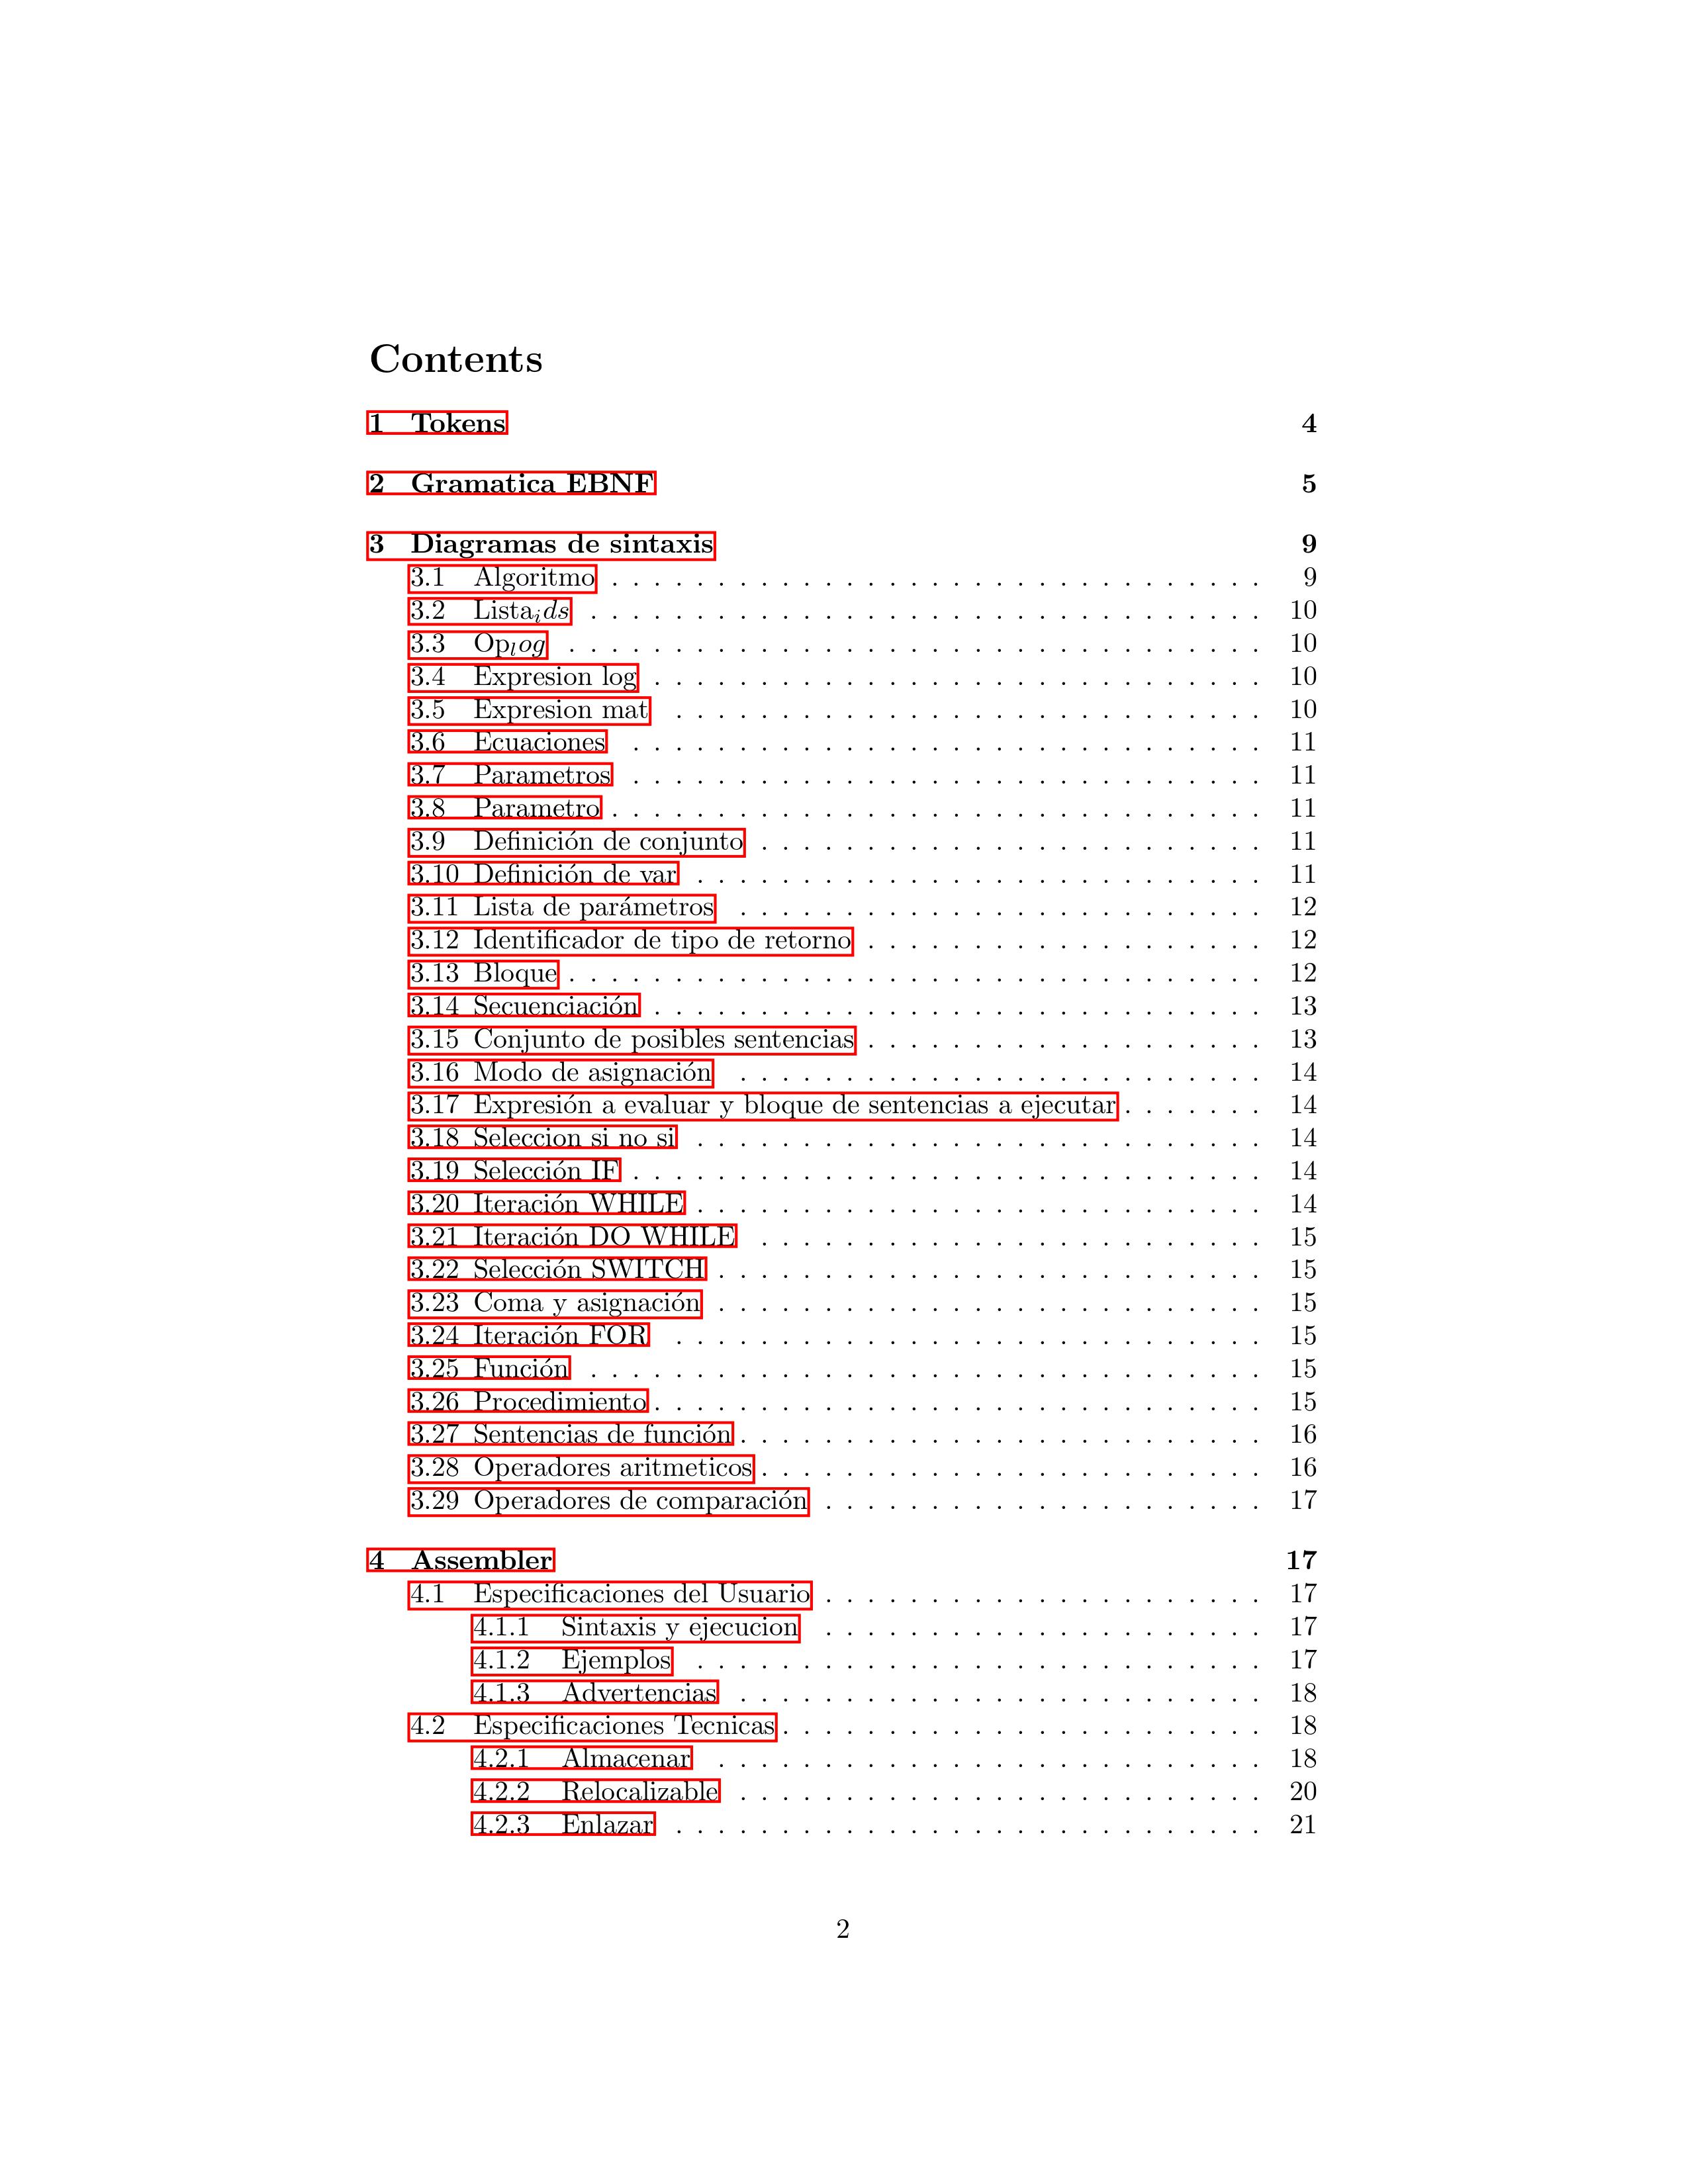 Contents
1 Tokens 4
2 Gramatica EBNF 5
3 Diagramas de sintaxis 9
3.1 Algoritmo . . . . . . . . . . . . . . . . . . . . . . . . . . . . . . . 9
3.2 Lista_ids . . . . . . . . . . . . . . . . . . . . . . . . . . . . . . . . 10
3.3 Op_log . . . . . . . . . . . . . . . . . . . . . . . . . . . . . . . . . 10
3.4 Expresion log . . . . . . . . . . . . . . . . . . . . . . . . . . . . . 10
3.5 Expresion mat . . . . . . . . . . . . . . . . . . . . . . . . . . . . 10
3.6 Ecuaciones . . . . . . . . . . . . . . . . . . . . . . . . . . . . . . 11
3.7 Parametros . . . . . . . . . . . . . . . . . . . . . . . . . . . . . . 11
3.8 Parametro . . . . . . . . . . . . . . . . . . . . . . . . . . . . . . . 11
3.9 Definición de conjunto . . . . . . . . . . . . . . . . . . . . . . . . 11
3.10 Definición de var . . . . . . . . . . . . . . . . . . . . . . . . . . . 11
3.11 Lista de parámetros . . . . . . . . . . . . . . . . . . . . . . . . . 12
3.12 Identificador de tipo de retorno . . . . . . . . . . . . . . . . . . . 12
3.13 Bloque . . . . . . . . . . . . . . . . . . . . . . . . . . . . . . . . . 12
3.14 Secuenciación . . . . . . . . . . . . . . . . . . . . . . . . . . . . . 13
3.15 Conjunto de posibles sentencias . . . . . . . . . . . . . . . . . . . 13
3.16 Modo de asignación . . . . . . . . . . . . . . . . . . . . . . . . . 14
3.17 Expresión a evaluar y bloque de sentencias a ejecutar . . . . . . . 14
3.18 Seleccion si no si . . . . . . . . . . . . . . . . . . . . . . . . . . . 14
3.19 Selección IF . . . . . . . . . . . . . . . . . . . . . . . . . . . . . . 14
3.20 Iteración WHILE . . . . . . . . . . . . . . . . . . . . . . . . . . . 14
3.21 Iteración DO WHILE . . . . . . . . . . . . . . . . . . . . . . . . 15
3.22 Selección SWITCH . . . . . . . . . . . . . . . . . . . . . . . . . . 15
3.23 Coma y asignación . . . . . . . . . . . . . . . . . . . . . . . . . . 15
3.24 Iteración FOR . . . . . . . . . . . . . . . . . . . . . . . . . . . . 15
3.25 Función . . . . . . . . . . . . . . . . . . . . . . . . . . . . . . . . 15
3.26 Procedimiento . . . . . . . . . . . . . . . . . . . . . . . . . . . . . 15
3.27 Sentencias de función . . . . . . . . . . . . . . . . . . . . . . . . . 16
3.28 Operadores aritmeticos . . . . . . . . . . . . . . . . . . . . . . . . 16
3.29 Operadores de comparación . . . . . . . . . . . . . . . . . . . . . 17
4 Assembler 17
4.1 Especificaciones del Usuario . . . . . . . . . . . . . . . . . . . . . 17
4.1.1 Sintaxis y ejecucion . . . . . . . . . . . . . . . . . . . . . 17
4.1.2 Ejemplos . . . . . . . . . . . . . . . . . . . . . . . . . . . 17
4.1.3 Advertencias . . . . . . . . . . . . . . . . . . . . . . . . . 18
4.2 Especificaciones Tecnicas . . . . . . . . . . . . . . . . . . . . . . . 18
4.2.1 Almacenar . . . . . . . . . . . . . . . . . . . . . . . . . . 18
4.2.2 Relocalizable . . . . . . . . . . . . . . . . . . . . . . . . . 20
4.2.3 Enlazar . . . . . . . . . . . . . . . . . . . . . . . . . . . . 21
2